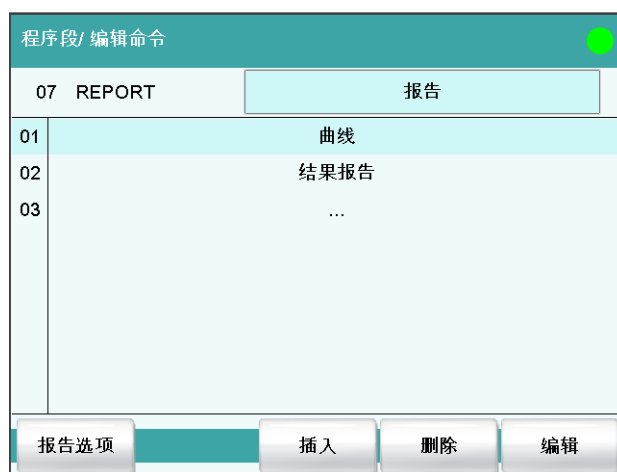 程序段/ 编辑命令
07 REPORT 报告
01 曲线
02 结果报告
03 ...
报告选项 插入 删除 编辑